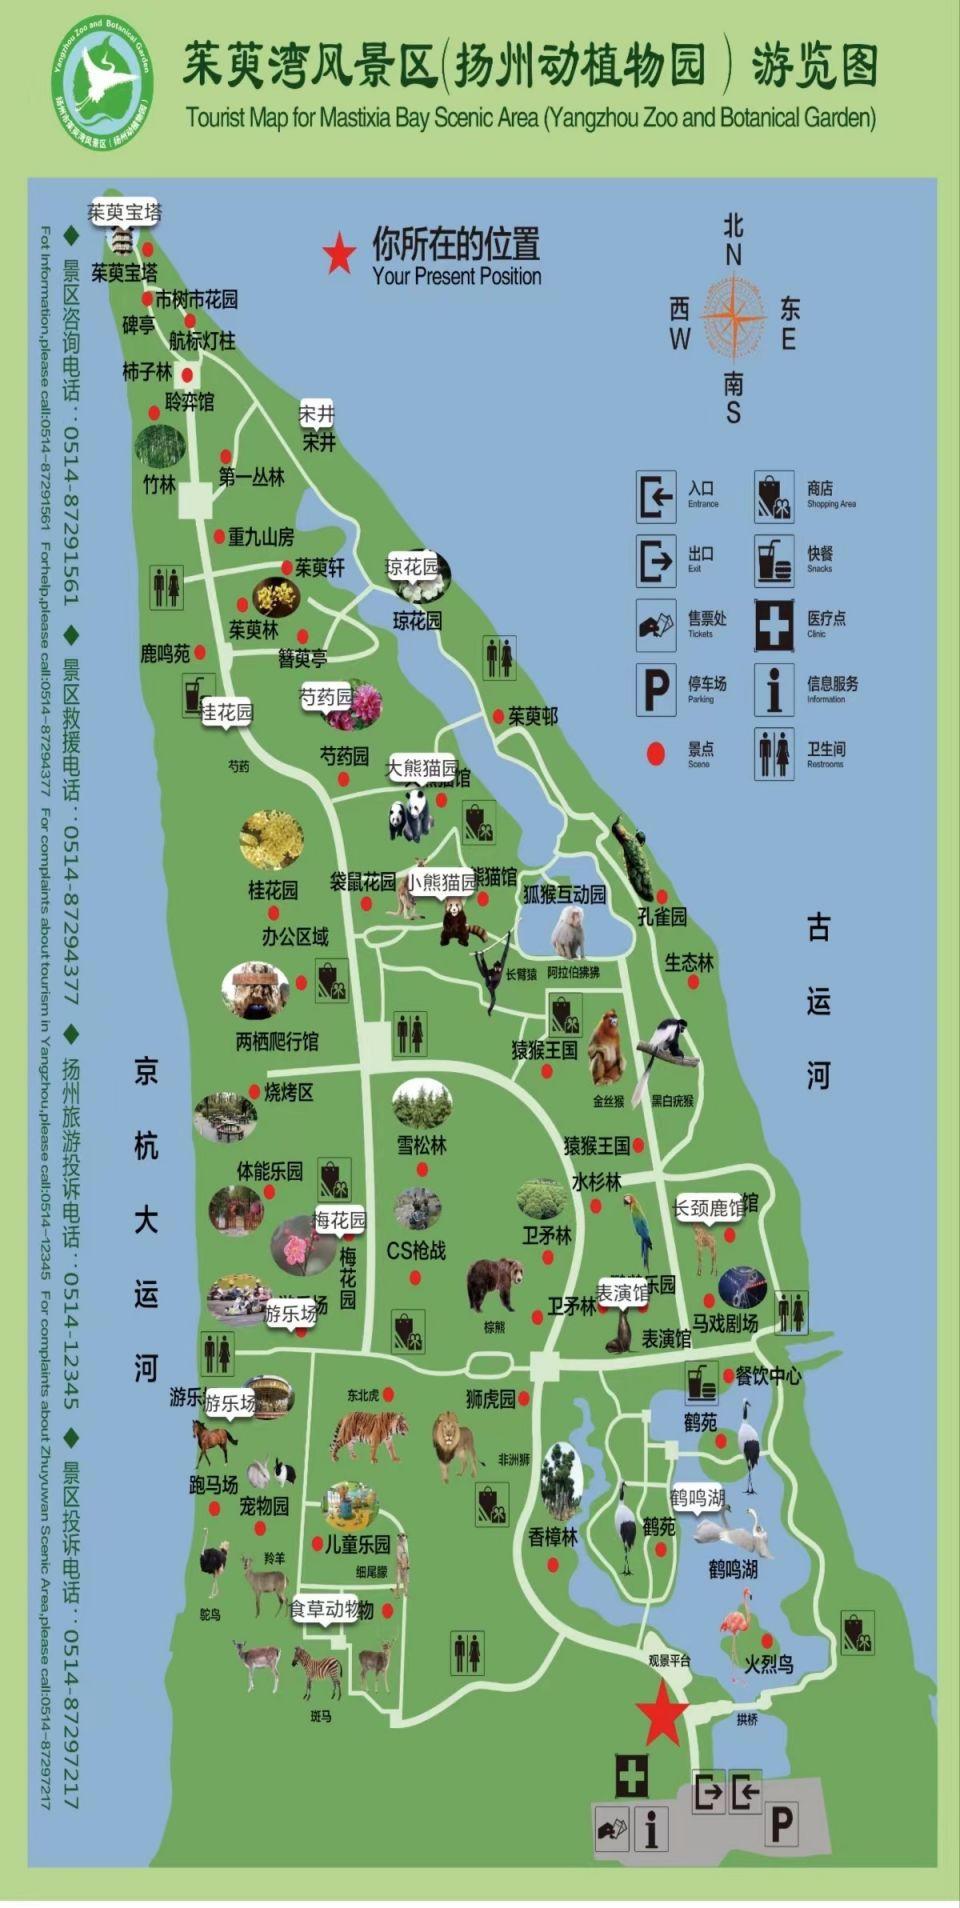 Yangzhou Zoo and Botanical Garden
扬州市茱萸湾风景区(扬州动植物园)
茱萸湾风景区(扬州动植物园)游览图
Tourist Map for Mastixia Bay Scenic Area (Yangzhou Zoo and Botanical Garden)
◆ 景区咨询电话：0514-87291561 ◆ 景区救援电话：0514-87294377 ◆ 扬州旅游投诉电话：0514-12345 ◆ 景区投诉电话：0514-87297217
Fot Information,please call:0514-87291561 Forhelp,please call:0514-87294377 For complaints about tourism in Yangzhou,please call:0514-12345 For complaints about Zhuyuwan Scenic Area,please call:0514-87297217
你所在的位置
Your Present Position
北
N
西
W
东
E
南
S
入口
Entrance
商店
Shopping Area
出口
Exit
快餐
Snacks
售票处
Tickets
医疗点
Clinic
P
停车场
Parking
i
信息服务
Information
景点
Scene
卫生间
Restrooms
茱萸宝塔
茱萸宝塔
市树市花园
碑亭
航标灯柱
柿子林
聆弈馆
宋井
宋井
竹林
第一丛林
重九山房
茱萸轩
琼花园
琼花园
茱萸林
簪萸亭
鹿鸣苑
桂花园
芍药园
茱萸邨
芍药
芍药园
大熊猫园
猫馆
桂花园
袋鼠花园
小熊猫园
熊猫馆
狐猴互动园
孔雀园
办公区域
长臂猿
阿拉伯狒狒
生态林
两栖爬行馆
猿猴王国
金丝猴
黑白疣猴
烧烤区
雪松林
猿猴王国
体能乐园
水杉林
梅花园
梅花园
长颈鹿馆
馆
CS枪战
卫矛林
棕熊
卫矛林
乐园
表演馆
表演馆
马戏剧场
场
游乐场
游乐
游乐场
东北虎
狮虎园
餐饮中心
鹤苑
非洲狮
跑马场
宠物园
儿童乐园
香樟林
鹤苑
鹤鸣湖
鹤鸣湖
羚羊
细尾獴
鸵鸟
食草动物
物
斑马
观景平台
火烈鸟
拱桥
i
P
京杭大运河
古运河